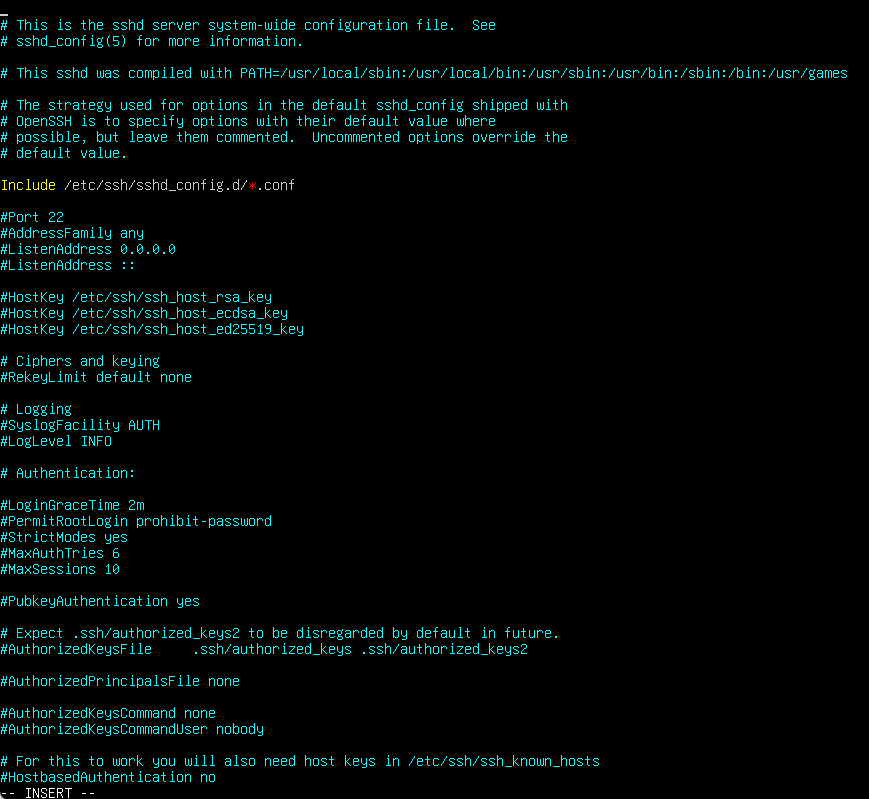 # This is the sshd server system-wide configuration file.  See
# sshd_config(5) for more information.
# This sshd was compiled with PATH=/usr/local/sbin:/usr/local/bin:/usr/sbin:/usr/bin:/sbin:/bin:/usr/games
# The strategy used for options in the default sshd_config shipped with
# OpenSSH is to specify options with their default value where
# possible, but leave them commented.  Uncommented options override the
# default value.
Include /etc/ssh/sshd_config.d/*.conf
#Port 22
#AddressFamily any
#ListenAddress 0.0.0.0
#ListenAddress ::
#HostKey /etc/ssh/ssh_host_rsa_key
#HostKey /etc/ssh/ssh_host_ecdsa_key
#HostKey /etc/ssh/ssh_host_ed25519_key
# Ciphers and keying
#RekeyLimit default none
# Logging
#SyslogFacility AUTH
#LogLevel INFO
# Authentication:
#LoginGraceTime 2m
#PermitRootLogin prohibit-password
#StrictModes yes
#MaxAuthTries 6
#MaxSessions 10
#PubkeyAuthentication yes
# Expect .ssh/authorized_keys2 to be disregarded by default in future.
#AuthorizedKeysFile     .ssh/authorized_keys .ssh/authorized_keys2
#AuthorizedPrincipalsFile none
#AuthorizedKeysCommand none
#AuthorizedKeysCommandUser nobody
# For this to work you will also need host keys in /etc/ssh/ssh_known_hosts
#HostbasedAuthentication no
-- INSERT --